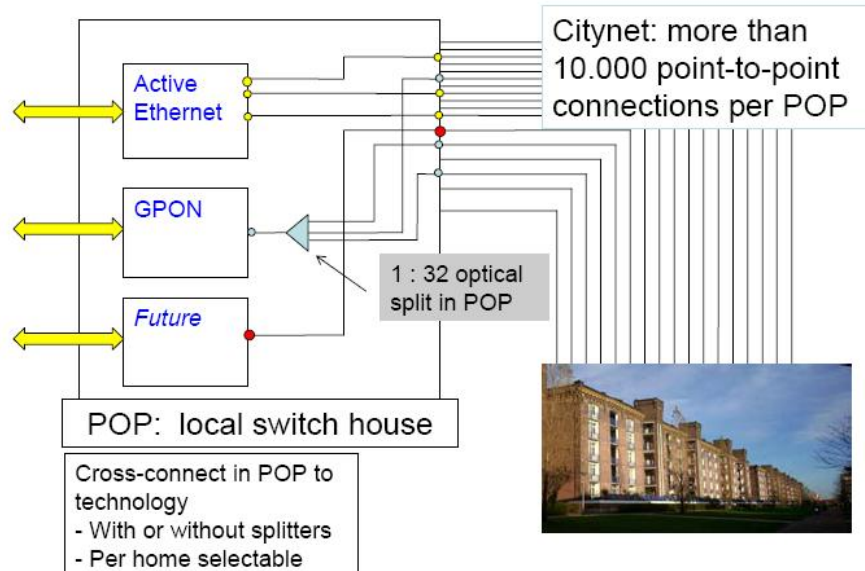 Citynet: more than
10.000 point-to-point
connections per POP
Active
Ethernet
GPON
1 : 32 optical
split in POP
Future
POP: local switch house
Cross-connect in POP to
technology
- With or without splitters
- Per home selectable